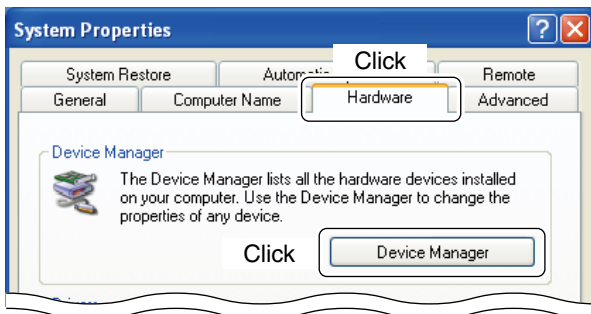 System Properties
Click
System Restore
Remote
General
Computer Name
Hardware
Advanced
Device Manager
The Device Manager lists all the hardware devices installed
on your computer. Use the Device Manager to change the
properties of any device.
Click
Device Manager